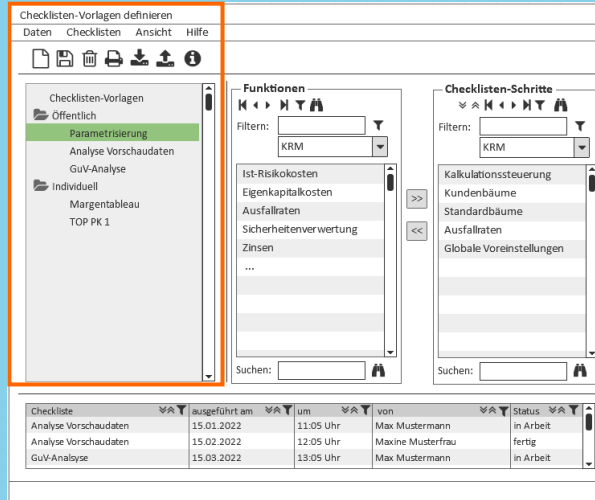 Checklisten-Vorlagen definieren
Daten Checklisten Ansicht Hilfe
Checklisten-Vorlagen
Öffentlich
Parametrisierung
Analyse Vorschaudaten
GuV-Analyse
Individuell
Margentableau
TOP PK 1
Funktionen
Filtern:
KRM
Ist-Risikokosten
Eigenkapitalkosten
Ausfallraten
Sicherheitenverwertung
Zinsen
...
Suchen:
>>
<<
Checklisten-Schritte
Filtern:
KRM
Kalkulationssteuerung
Kundenbäume
Standardbäume
Ausfallraten
Globale Voreinstellungen
Suchen:
Checkliste ausgeführt am um von Status
Analyse Vorschaudaten 15.01.2022 11:05 Uhr Max Mustermann in Arbeit
Analyse Vorschaudaten 15.02.2022 12:05 Uhr Maxine Musterfrau fertig
GuV-Analsyse 15.03.2022 13:05 Uhr Max Mustermann in Arbeit